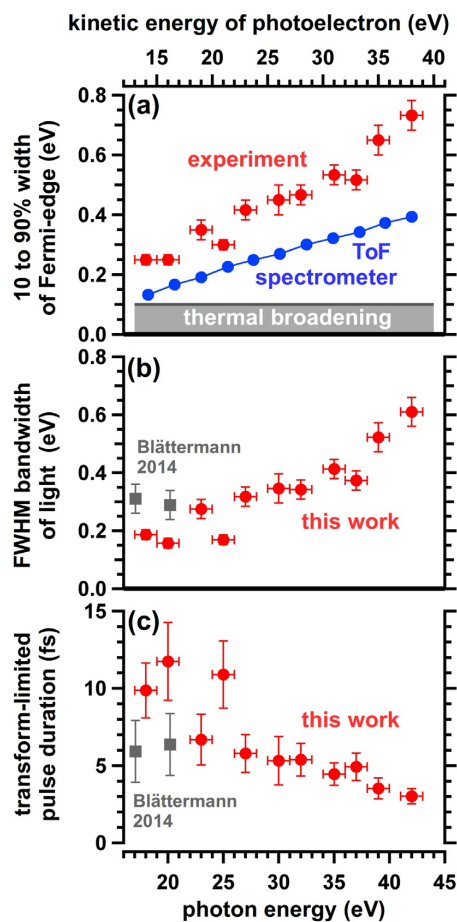 kinetic energy of photoelectron (eV)
15 20 25 30 35 40
10 to 90% width
of Fermi-edge (eV)
0.8
0.6
0.4
0.2
0.0
(a)
experiment
ToF
spectrometer
thermal broadening
FWHM bandwidth
of light (eV)
0.8
0.6
0.4
0.2
0.0
(b)
Blättermann
2014
this work
transform-limited
pulse duration (fs)
15
10
5
0
(c)
this work
Blättermann
2014
20 25 30 35 40 45
photon energy (eV)